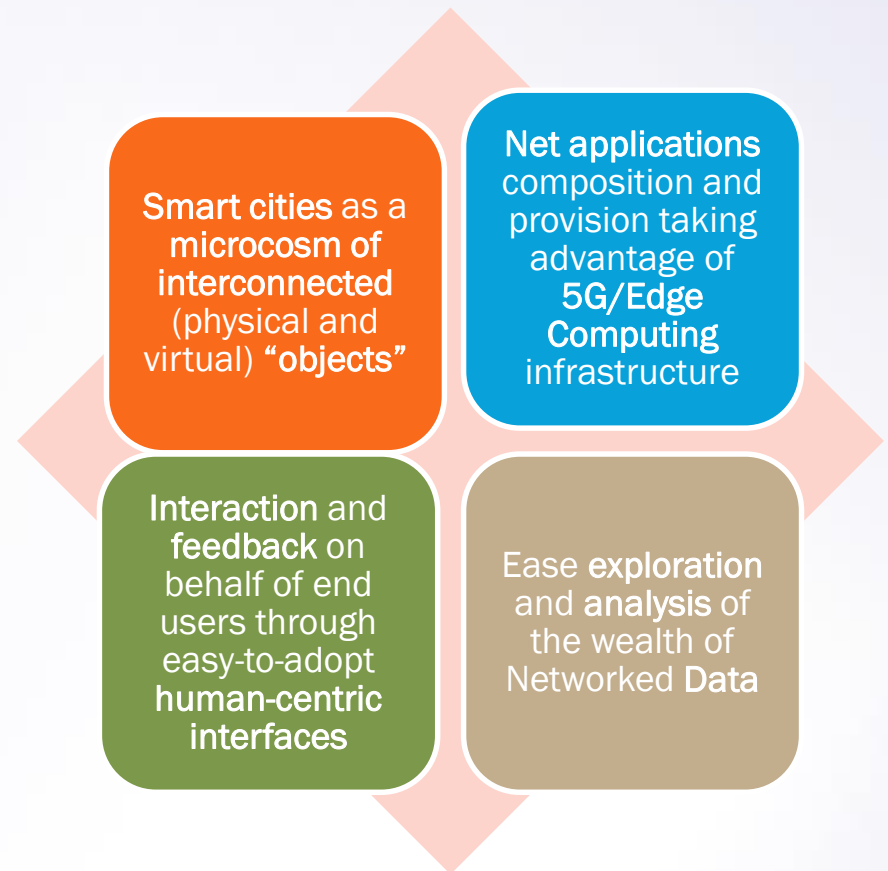 Smart cities as a
microcosm of
interconnected
(physical and
virtual) “objects”
Net applications
composition and
provision taking
advantage of
5G/Edge
Computing
infrastructure
Interaction and
feedback on
behalf of end
users through
easy-to-adopt
human-centric
interfaces
Ease exploration
and analysis of
the wealth of
Networked Data